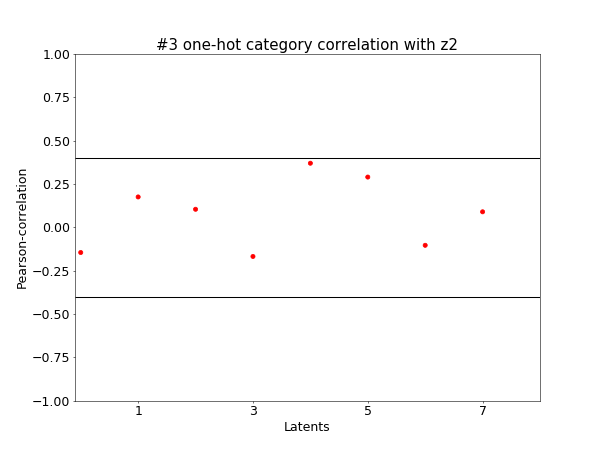 #3 one-hot category correlation with z2
1.00
0.75
0.50
0.25
0.00
−0.25
−0.50
−0.75
−1.00
Pearson-correlation
1 3 5 7
Latents